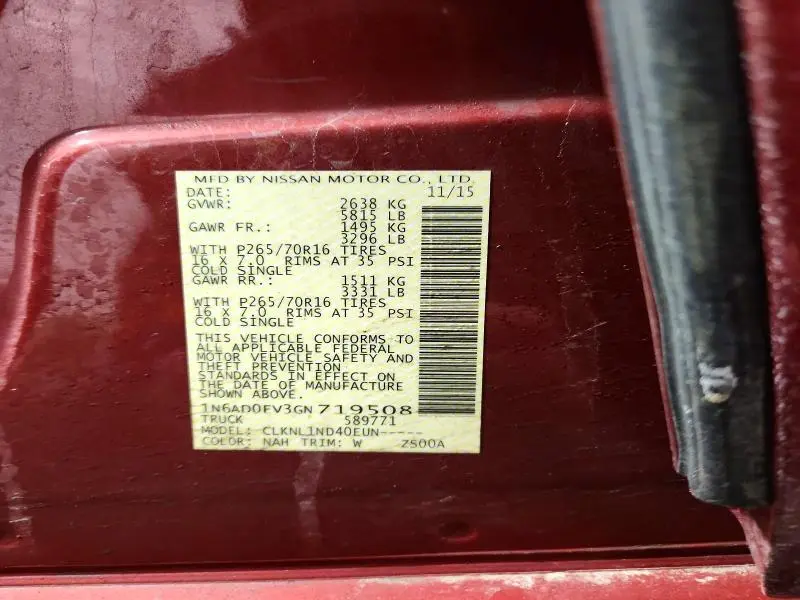 MFD BY NISSAN MOTOR CO., LTD.
DATE: 11/15
GVWR: 2638 KG
5815 LB
GAWR FR.: 1495 KG
3296 LB
WITH P265/70R16 TIRES
16 X 7.0 RIMS AT 35 PSI
COLD SINGLE
GAWR RR.: 1511 KG
3331 LB
WITH P265/70R16 TIRES
16 X 7.0 RIMS AT 35 PSI
COLD SINGLE
THIS VEHICLE CONFORMS TO
ALL APPLICABLE FEDERAL
MOTOR VEHICLE SAFETY AND
THEFT PREVENTION
STANDARDS IN EFFECT ON
THE DATE OF MANUFACTURE
SHOWN ABOVE.
1N6AD0EV3GN719508
TRUCK 589771
MODEL: CLKNL1ND40EUN-----
COLOR: NAH TRIM: W ZS00A